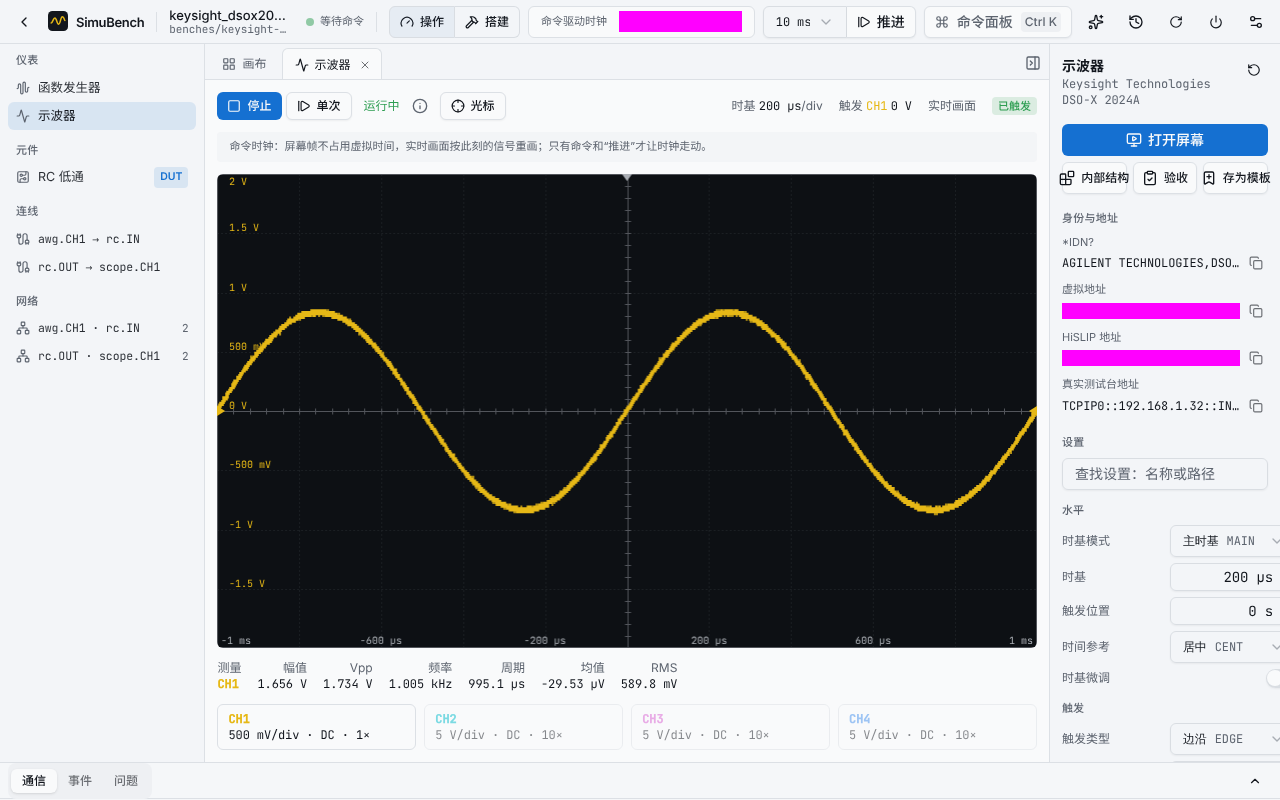 SimuBench
keysight_dsox20...
benches/keysight-…
等待命令
操作
搭建
命令驱动时钟
10 ms
推进
命令面板
Ctrl K
仪表
函数发生器
示波器
元件
RC 低通
DUT
连线
awg.CH1 → rc.IN
rc.OUT → scope.CH1
网络
awg.CH1 · rc.IN 2
rc.OUT · scope.CH1 2
画布
示波器
停止
单次
运行中
光标
时基 200 µs/div
触发 CH1 0 V
实时画面
已触发
命令时钟：屏幕帧不占用虚拟时间，实时画面按此刻的信号重画；只有命令和“推进”才让时钟走动。
2 V
1.5 V
1 V
500 mV
0 V
-500 mV
-1 V
-1.5 V
-1 ms
-600 µs
-200 µs
200 µs
600 µs
1 ms
测量 幅值 Vpp 频率 周期 均值 RMS
CH1 1.656 V 1.734 V 1.005 kHz 995.1 µs -29.53 µV 589.8 mV
CH1
500 mV/div · DC · 1×
CH2
5 V/div · DC · 10×
CH3
5 V/div · DC · 10×
CH4
5 V/div · DC · 10×
示波器
Keysight Technologies
DSO-X 2024A
打开屏幕
内部结构
验收
存为模板
身份与地址
*IDN?
AGILENT TECHNOLOGIES,DSO…
虚拟地址
HiSLIP 地址
真实测试台地址
TCPIP0::192.168.1.32::IN…
设置
查找设置：名称或路径
水平
时基模式 主时基 MAIN
时基 200 µs
触发位置 0 s
时间参考 居中 CENT
时基微调
触发
触发类型 边沿 EDGE
通信
事件
问题